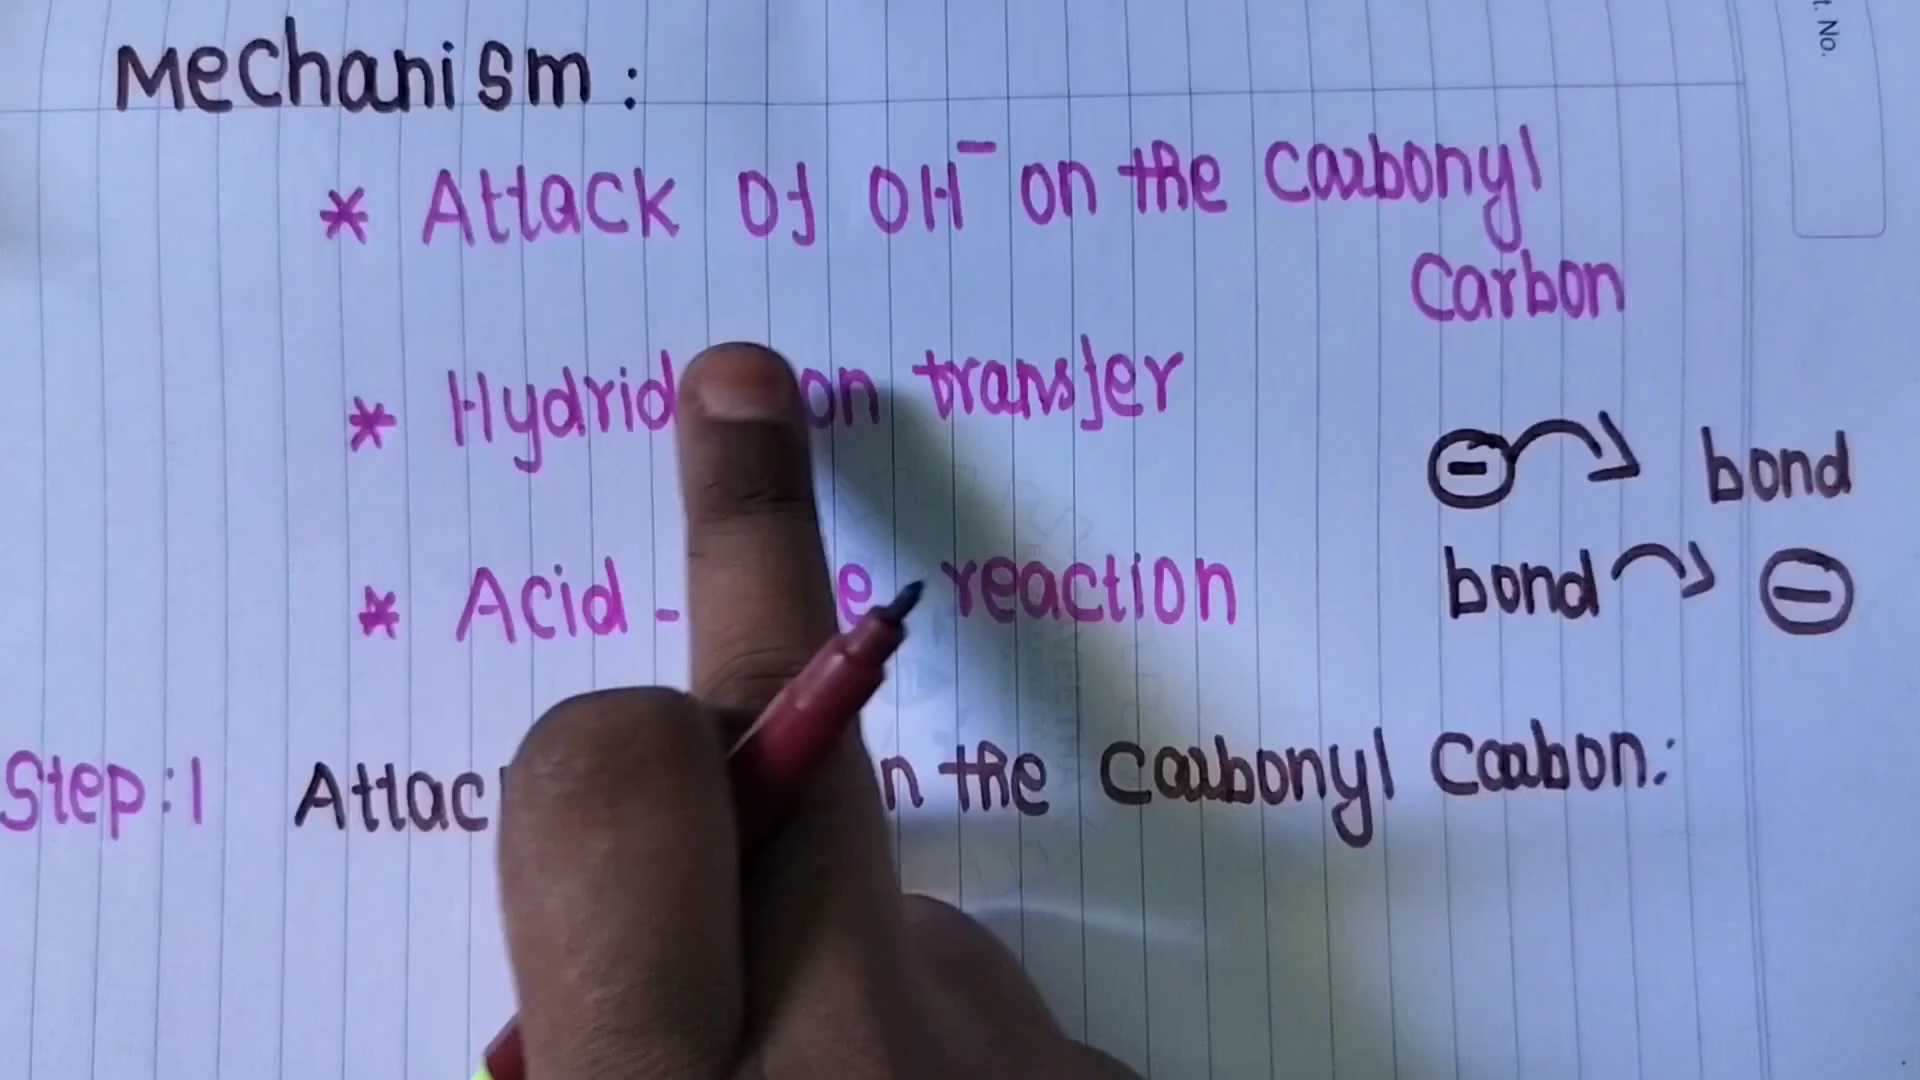 t. No.
Mechanism :
* Attack of OH⁻ on the carbonyl
carbon
* Hydrid on transfer
⊖ bond
* Acid - e reaction
bond ⊖
Step:1 Attac n the carbonyl carbon: